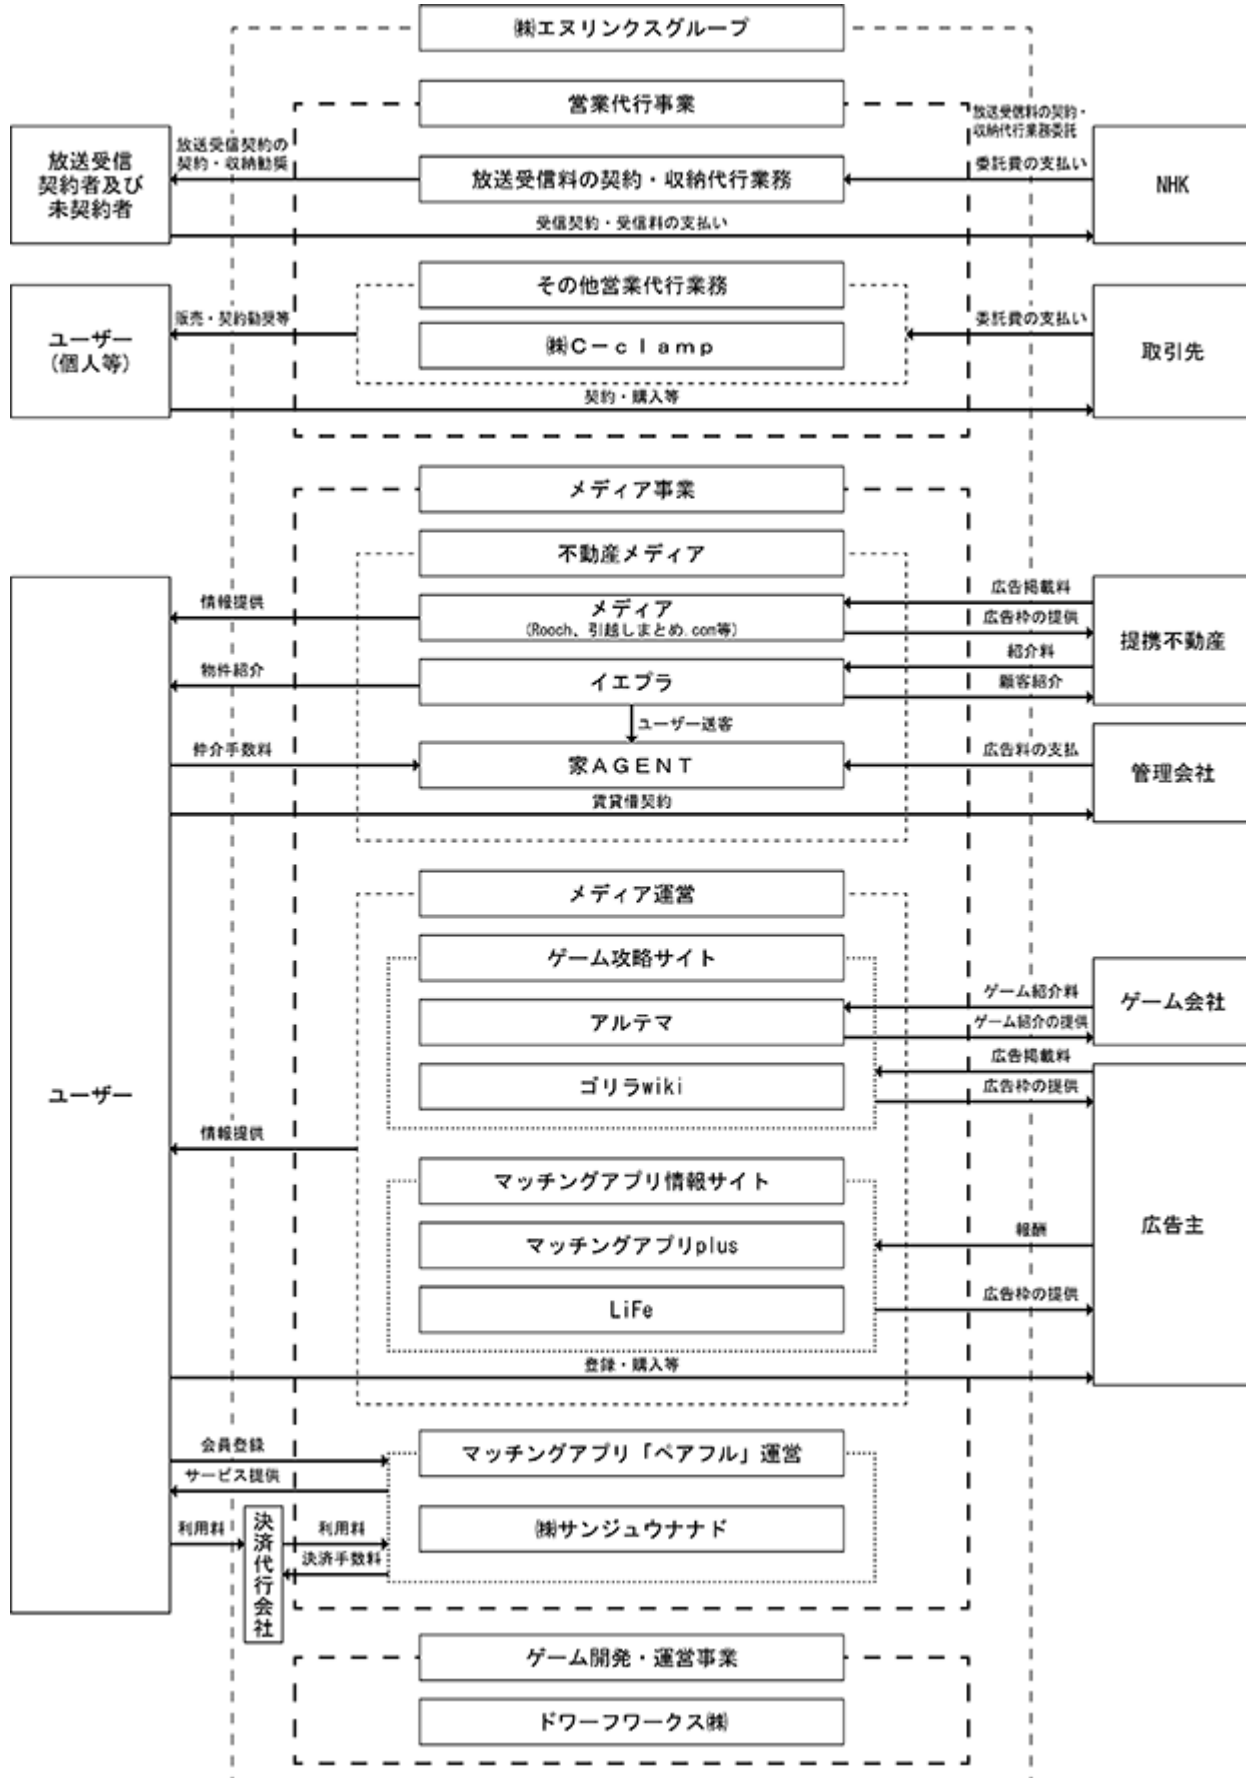 ㈱エヌリンクスグループ
営業代行事業
放送受信料の契約・
収納代行業務委託
放送受信
契約者及び
未契約者
放送受信契約の
契約・収納勧奨
放送受信料の契約・収納代行業務
委託費の支払い
NHK
受信契約・受信料の支払い
その他営業代行業務
ユーザー
(個人等)
販売・契約勧奨等
㈱C－clamp
委託費の支払い
取引先
契約・購入等
メディア事業
不動産メディア
情報提供
メディア
(Rooch、引越しまとめ.com等)
広告掲載料
広告枠の提供
提携不動産
物件紹介
イエプラ
紹介料
顧客紹介
ユーザー送客
仲介手数料
家AGENT
広告料の支払
管理会社
賃貸借契約
メディア運営
ゲーム攻略サイト
アルテマ
ゲーム紹介料
ゲーム紹介の提供
ゲーム会社
ゴリラwiki
広告掲載料
広告枠の提供
ユーザー
情報提供
マッチングアプリ情報サイト
マッチングアプリplus
報酬
広告主
LiFe
広告枠の提供
登録・購入等
会員登録
サービス提供
マッチングアプリ「ペアフル」運営
利用料
決済代行会社
利用料
決済手数料
㈱サンジュウナナド
ゲーム開発・運営事業
ドワーフワークス㈱